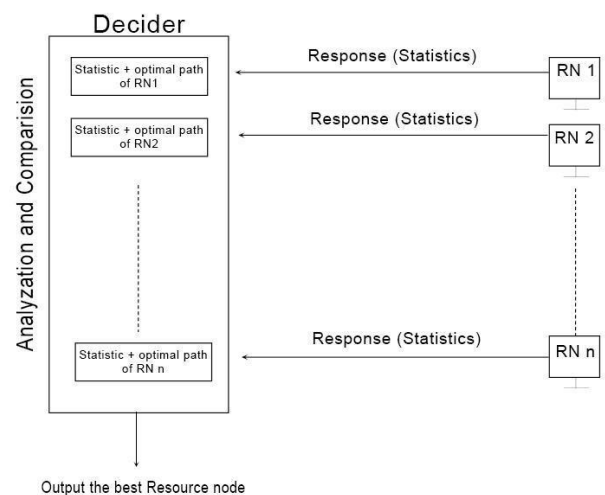 Decider
Analyzation and Comparision
Statistic + optimal path
of RN1
Response (Statistics)
RN 1
Statistic + optimal path
of RN2
Response (Statistics)
RN 2
Statistic + optimal path
of RN n
Response (Statistics)
RN n
Output the best Resource node